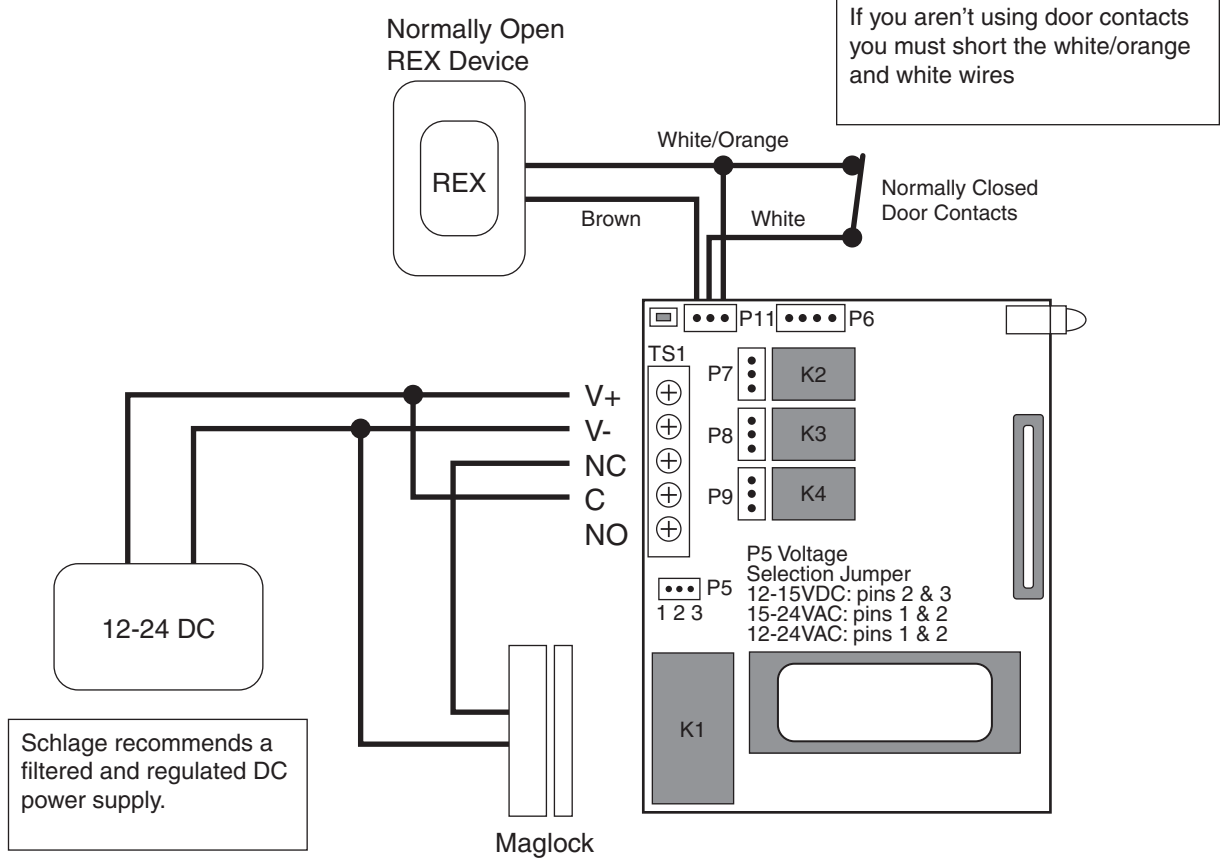 If you aren't using door contacts
you must short the white/orange
and white wires
Normally Open
REX Device
REX
White/Orange
Brown
White
Normally Closed
Door Contacts
P11
P6
TS1
P7
K2
V+
V-
P8
K3
NC
C
P9
K4
NO
P5 Voltage
Selection Jumper
12-15VDC: pins 2 & 3
15-24VAC: pins 1 & 2
12-24VAC: pins 1 & 2
P5
1 2 3
12-24 DC
K1
Schlage recommends a
filtered and regulated DC
power supply.
Maglock